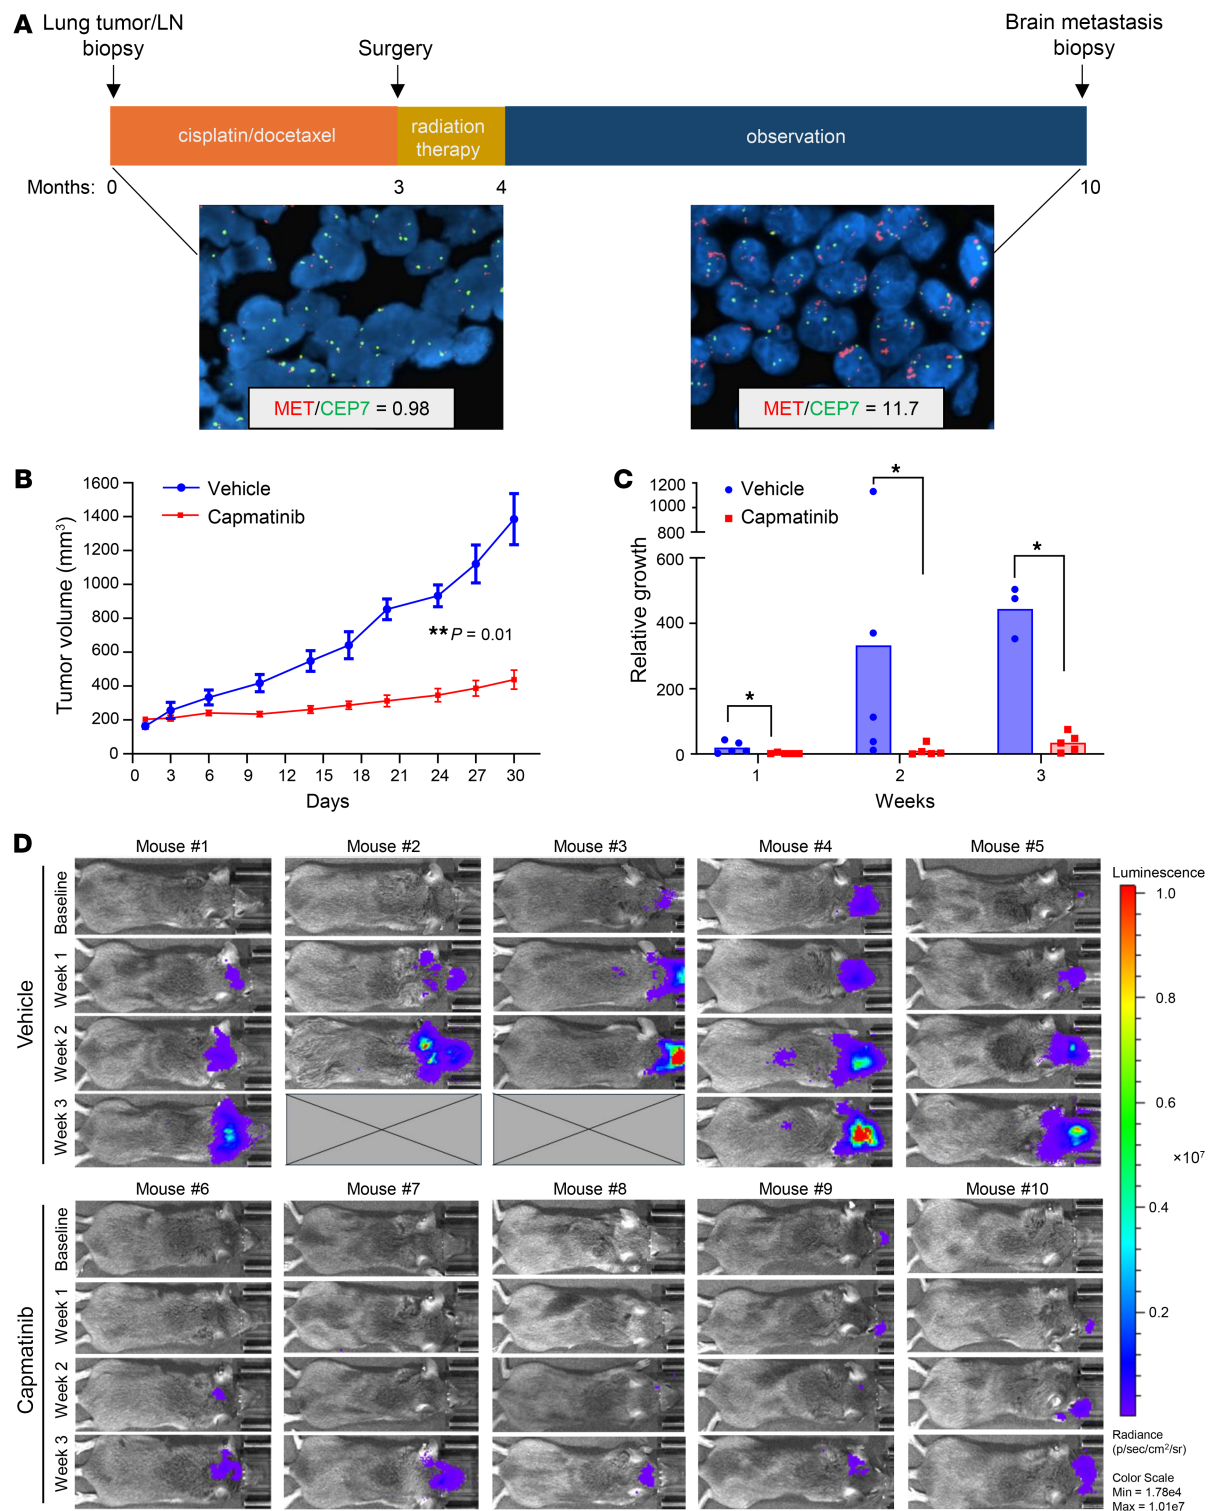 A
Lung tumor/LN
biopsy
Surgery
Brain metastasis
biopsy
cisplatin/docetaxel
radiation
therapy
observation
Months: 0
3
4
10
MET/CEP7 = 0.98
MET/CEP7 = 11.7
B
Vehicle
Capmatinib
Tumor volume (mm³)
1600
1400
1200
1000
800
600
400
200
0
**P = 0.01
0 3 6 9 12 15 18 21 24 27 30
Days
C
Vehicle
Capmatinib
Relative growth
1200
1000
800
600
400
200
0
*
*
*
1 2 3
Weeks
D
Mouse #1 Mouse #2 Mouse #3 Mouse #4 Mouse #5
Vehicle
Baseline
Week 1
Week 2
Week 3
Mouse #6 Mouse #7 Mouse #8 Mouse #9 Mouse #10
Capmatinib
Baseline
Week 1
Week 2
Week 3
Luminescence
1.0
0.8
0.6
×10⁷
0.4
0.2
Radiance
(p/sec/cm²/sr)
Color Scale
Min = 1.78e4
Max = 1.01e7